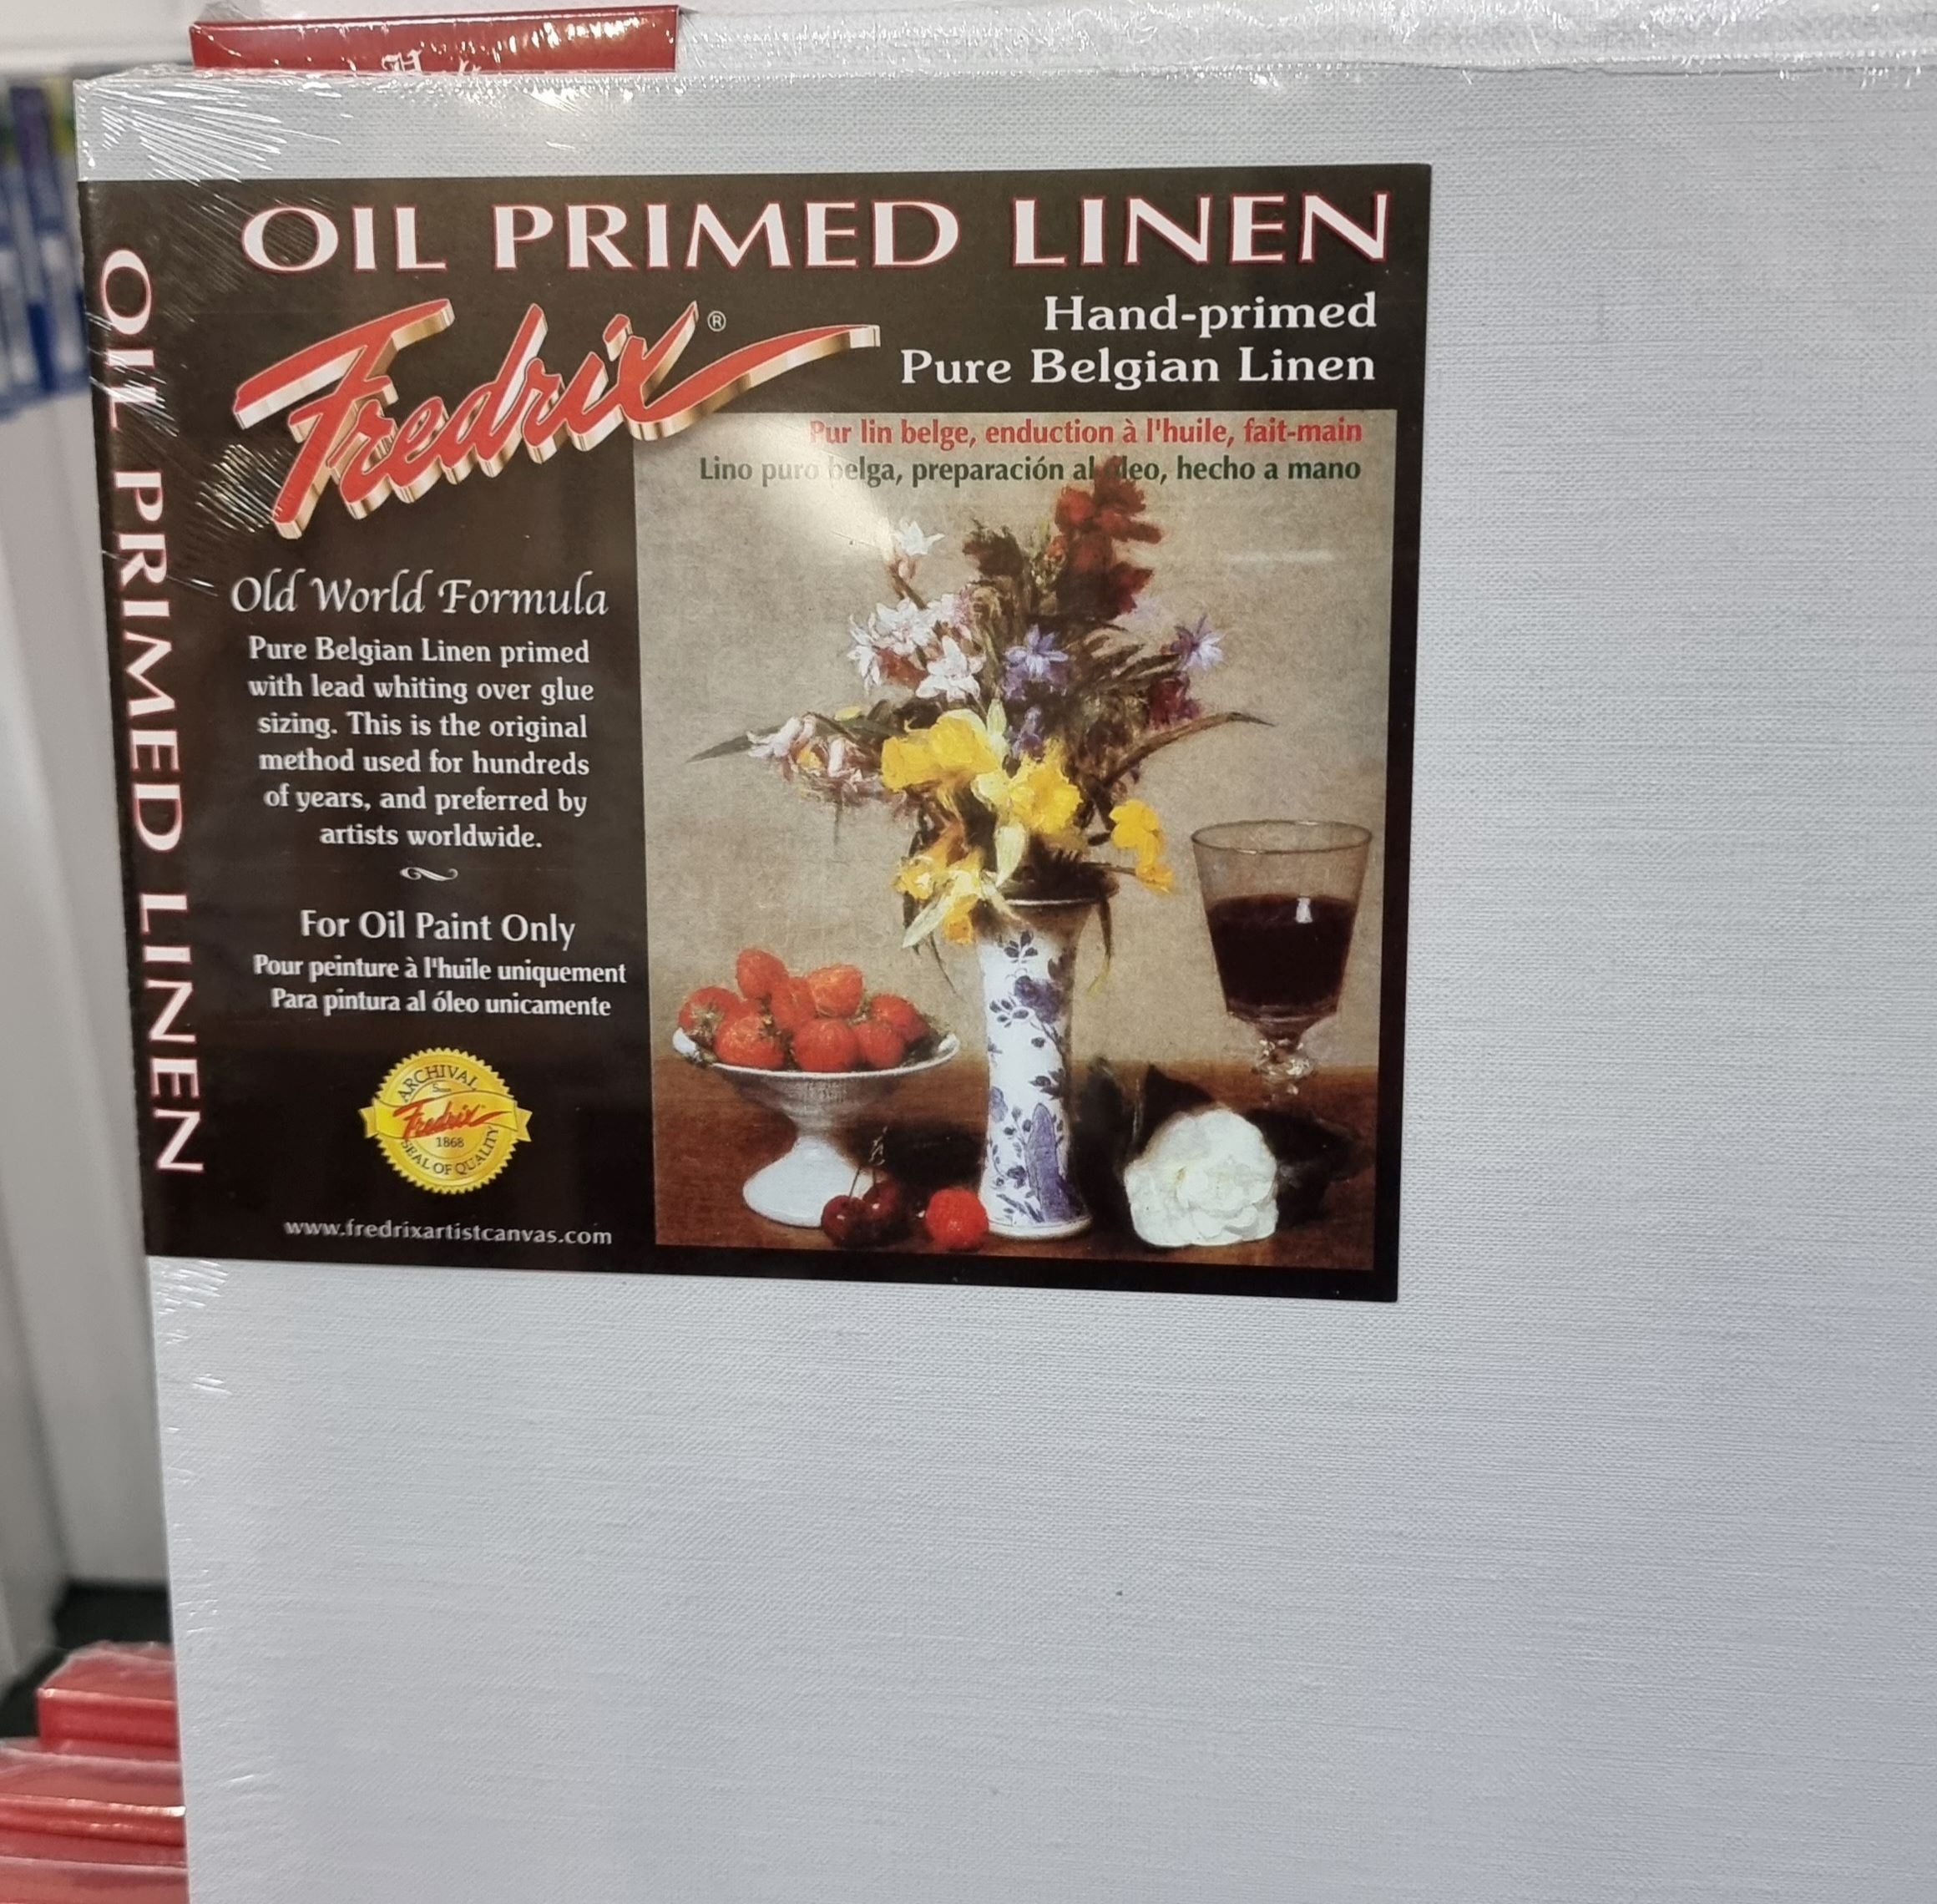 OIL PRIMED LINEN
OIL PRIMED LINEN
Fredrix®
Hand-primed
Pure Belgian Linen
Pur lin belge, enduction à l'huile, fait-main
Lino puro belga, preparación al óleo, hecho a mano
Old World Formula
Pure Belgian Linen primed
with lead whiting over glue
sizing. This is the original
method used for hundreds
of years, and preferred by
artists worldwide.
For Oil Paint Only
Pour peinture à l'huile uniquement
Para pintura al óleo unicamente
ARCHIVAL
Fredrix
1868
SEAL OF QUALITY
www.fredrixartistcanvas.com